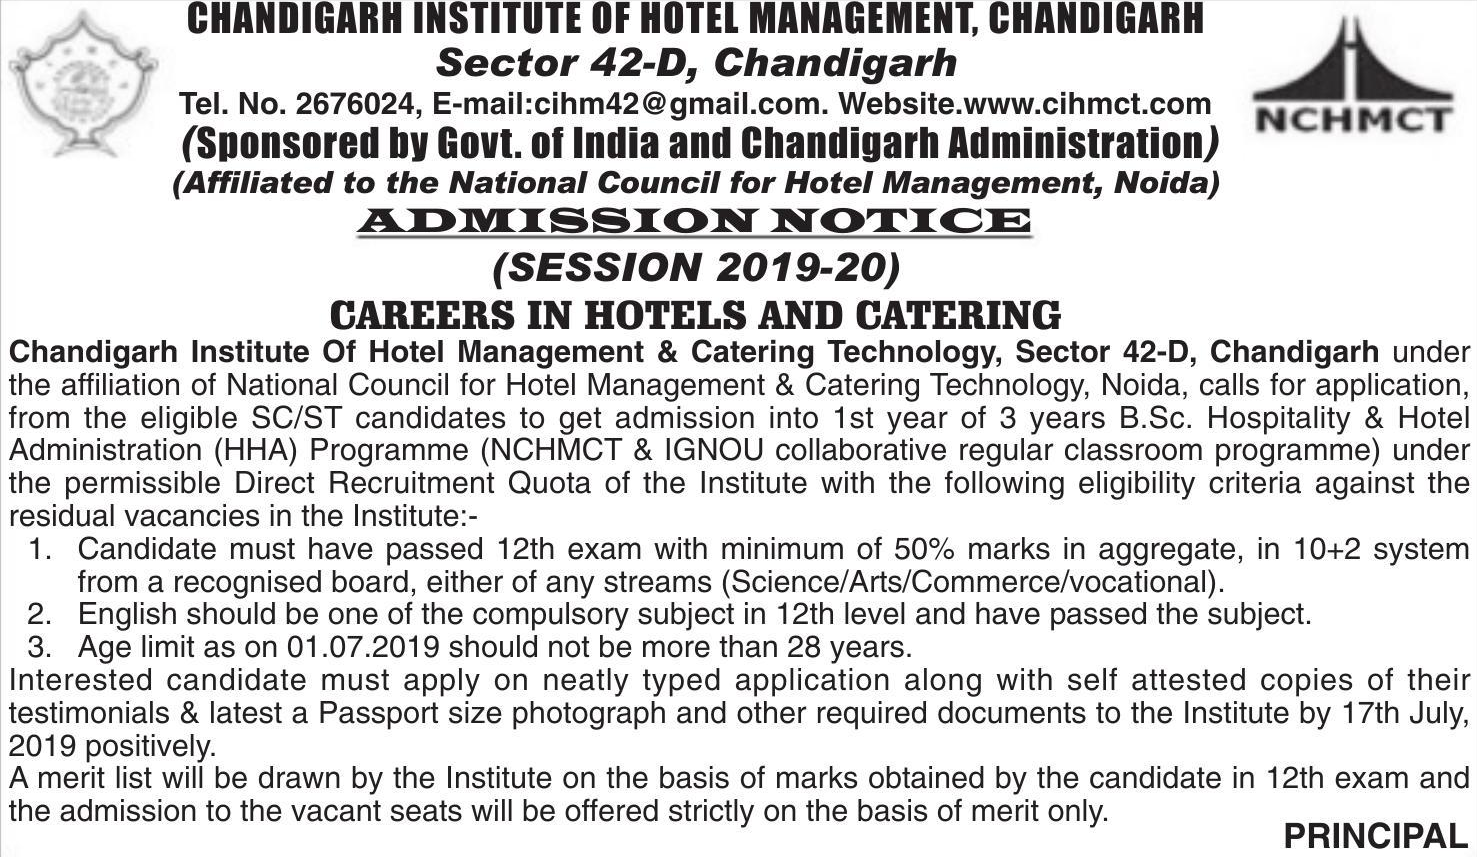 CHANDIGARH INSTITUTE OF HOTEL MANAGEMENT, CHANDIGARH
Sector 42-D, Chandigarh
Tel. No. 2676024, E-mail:cihm42@gmail.com. Website.www.cihmct.com
(Sponsored by Govt. of India and Chandigarh Administration)
(Affiliated to the National Council for Hotel Management, Noida)
NCHMCT
ADMISSION NOTICE
(SESSION 2019-20)
CAREERS IN HOTELS AND CATERING
Chandigarh Institute Of Hotel Management & Catering Technology, Sector 42-D, Chandigarh under
the affiliation of National Council for Hotel Management & Catering Technology, Noida, calls for application,
from the eligible SC/ST candidates to get admission into 1st year of 3 years B.Sc. Hospitality & Hotel
Administration (HHA) Programme (NCHMCT & IGNOU collaborative regular classroom programme) under
the permissible Direct Recruitment Quota of the Institute with the following eligibility criteria against the
residual vacancies in the Institute:-
1. Candidate must have passed 12th exam with minimum of 50% marks in aggregate, in 10+2 system
from a recognised board, either of any streams (Science/Arts/Commerce/vocational).
2. English should be one of the compulsory subject in 12th level and have passed the subject.
3. Age limit as on 01.07.2019 should not be more than 28 years.
Interested candidate must apply on neatly typed application along with self attested copies of their
testimonials & latest a Passport size photograph and other required documents to the Institute by 17th July,
2019 positively.
A merit list will be drawn by the Institute on the basis of marks obtained by the candidate in 12th exam and
the admission to the vacant seats will be offered strictly on the basis of merit only.
PRINCIPAL